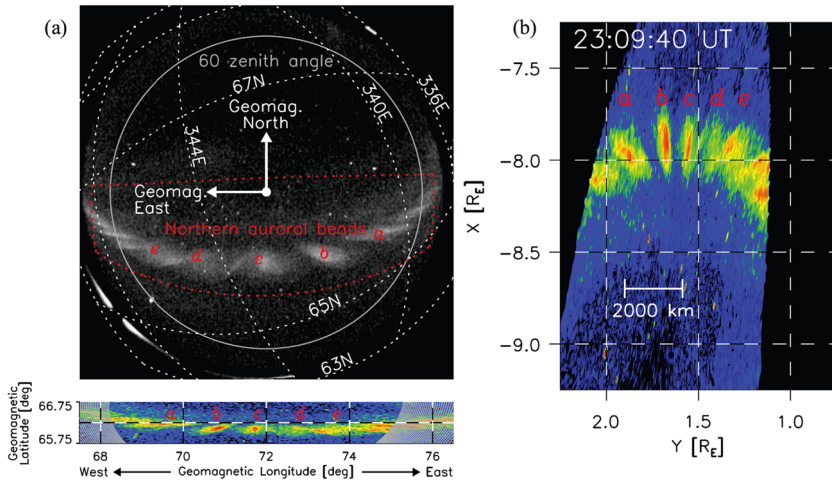 (a)
60 zenith angle
67N
Geomag.
North
340E
336E
344E
Geomag.
East
Northern auroral beads
a
e
d
c
b
65N
63N
Geomagnetic
Latitude [deg]
66.75
65.75
a b c d e
68 70 72 74 76
West Geomagnetic Longitude [deg] East
(b)
23:09:40 UT
a b c d e
X [RE]
-7.5
-8.0
-8.5
-9.0
2000 km
2.0 1.5 1.0
Y [RE]